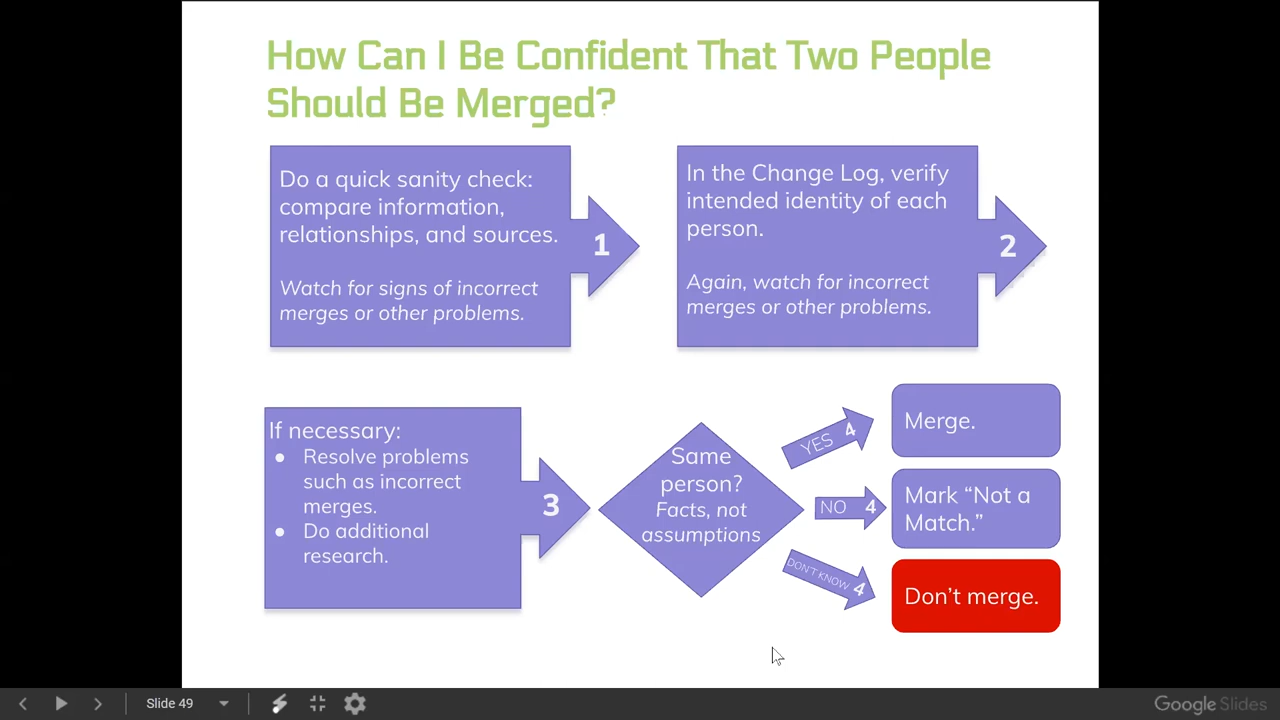 How Can I Be Confident That Two People
Should Be Merged?
Do a quick sanity check:
compare information,
relationships, and sources.
Watch for signs of incorrect
merges or other problems.
1
In the Change Log, verify
intended identity of each
person.
Again, watch for incorrect
merges or other problems.
2
If necessary:
● Resolve problems
such as incorrect
merges.
● Do additional
research.
3
Same
person?
Facts, not
assumptions
YES 4
Merge.
NO 4
Mark “Not a
Match.”
DON'T KNOW 4
Don’t merge.
Slide 49
Google Slides